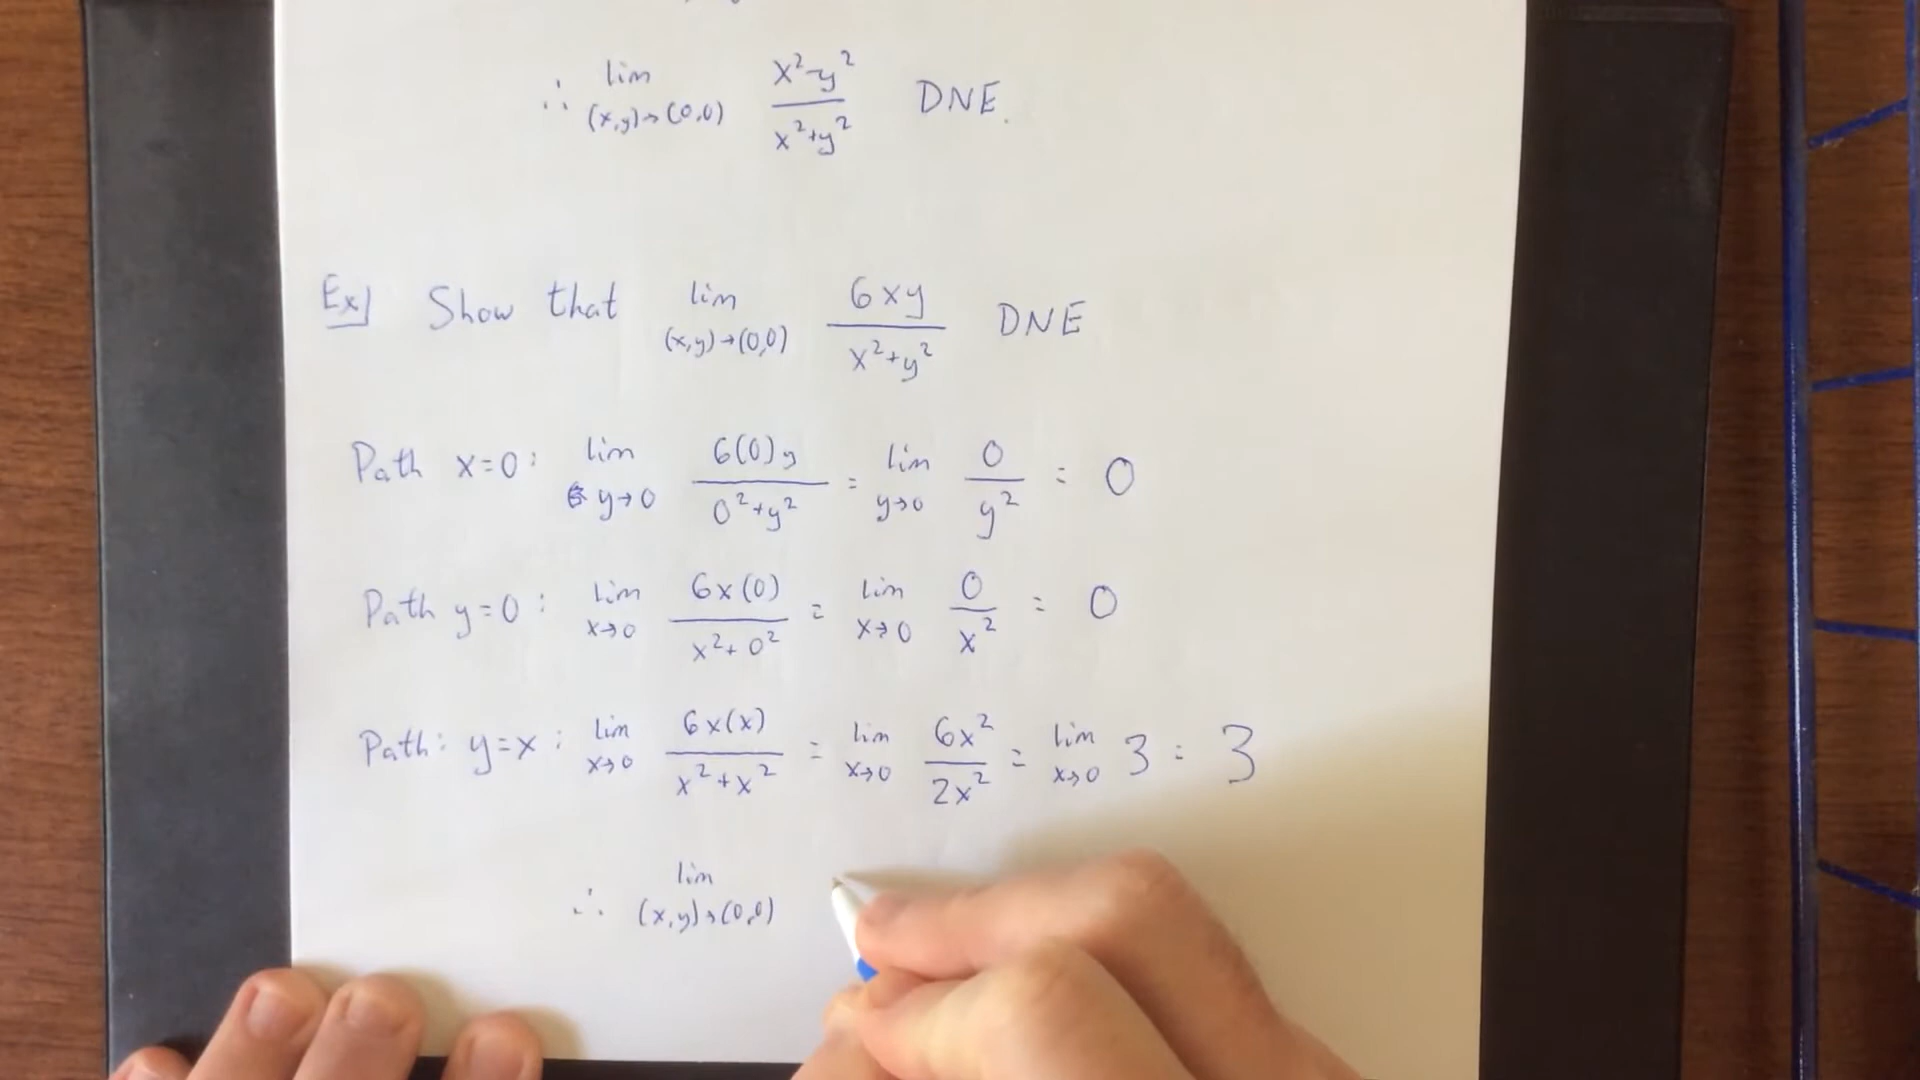 ∴ lim (x,y)→(0,0) x²-y² / x²+y² DNE.
Ex] Show that lim (x,y)→(0,0) 6xy / x²+y² DNE
Path x=0: lim y→0 6(0)y / 0²+y² = lim y→0 0 / y² = 0
Path y=0: lim x→0 6x(0) / x²+0² = lim x→0 0 / x² = 0
Path: y=x: lim x→0 6x(x) / x²+x² = lim x→0 6x² / 2x² = lim x→0 3 = 3
∴ lim (x,y)→(0,0)